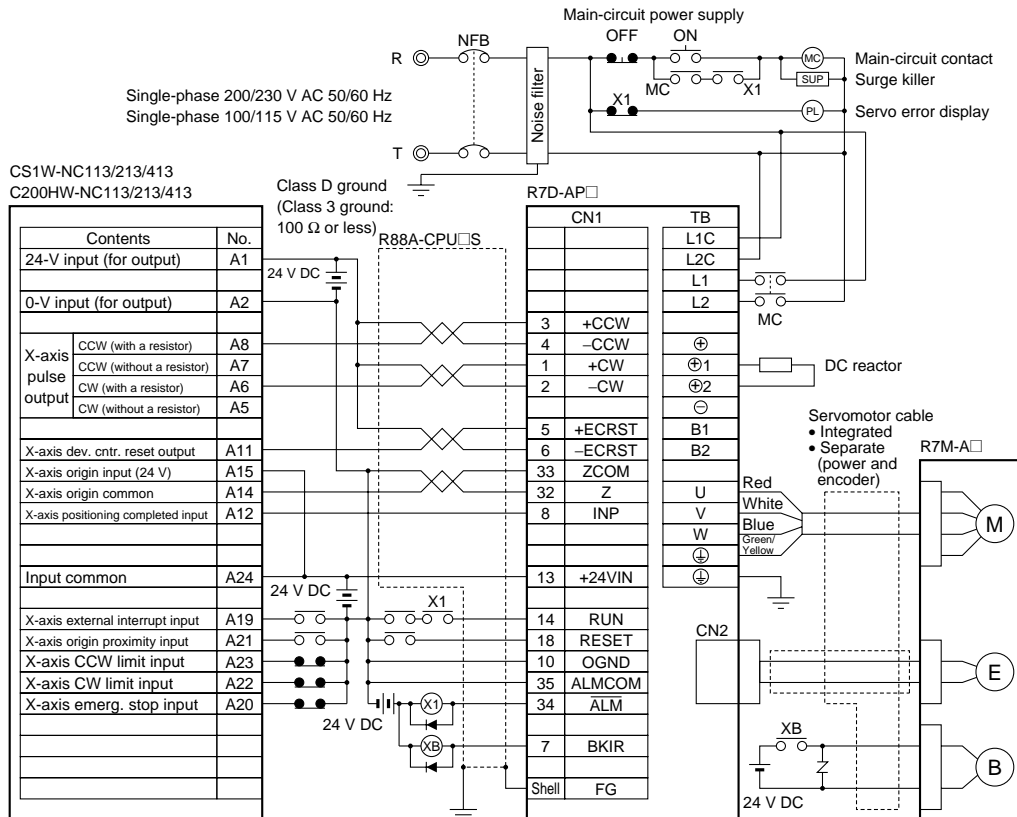 Main-circuit power supply
OFF ON
NFB
R
MC
Main-circuit contact
SUP
Surge killer
MC X1
X1
PL
Servo error display
Noise filter
Single-phase 200/230 V AC 50/60 Hz
Single-phase 100/115 V AC 50/60 Hz
T
CS1W-NC113/213/413
C200HW-NC113/213/413
Class D ground
(Class 3 ground:
100 Ω or less)
R88A-CPU□S
R7D-AP□
Contents No.
24-V input (for output) A1
0-V input (for output) A2
X-axis pulse output
CCW (with a resistor) A8
CCW (without a resistor) A7
CW (with a resistor) A6
CW (without a resistor) A5
X-axis dev. cntr. reset output A11
X-axis origin input (24 V) A15
X-axis origin common A14
X-axis positioning completed input A12
Input common A24
X-axis external interrupt input A19
X-axis origin proximity input A21
X-axis CCW limit input A23
X-axis CW limit input A22
X-axis emerg. stop input A20
24 V DC
24 V DC
X1
X1
24 V DC
XB
CN1
3 +CCW
4 −CCW
1 +CW
2 −CW
5 +ECRST
6 −ECRST
33 ZCOM
32 Z
8 INP
13 +24VIN
14 RUN
18 RESET
10 OGND
35 ALMCOM
34 ALM
7 BKIR
Shell FG
TB
L1C
L2C
L1
L2
⊕
⊕1
⊕2
⊖
B1
B2
U
V
W
MC
DC reactor
Servomotor cable
• Integrated
• Separate
(power and
encoder)
R7M-A□
Red
White
Blue
Green/
Yellow
M
CN2
E
XB
24 V DC
B